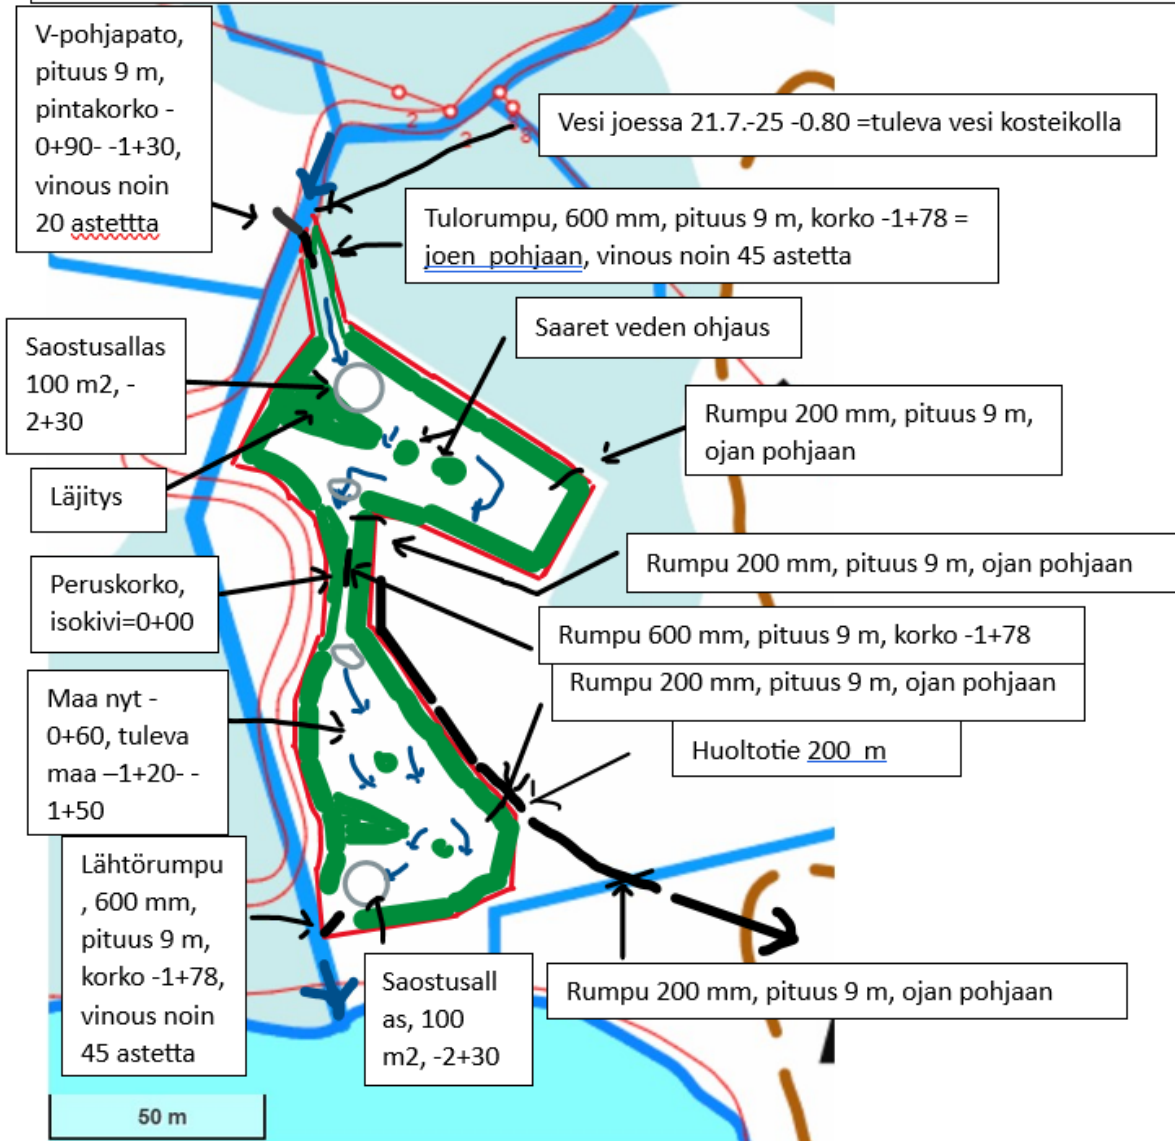 V-pohjapato,
pituus 9 m,
pintakorko -
0+90- -1+30,
vinous noin
20 astettta
2
2
8
Vesi joessa 21.7.-25 -0.80 =tuleva vesi kosteikolla
Tulorumpu, 600 mm, pituus 9 m, korko -1+78 =
joen pohjaan, vinous noin 45 astetta
Saaret veden ohjaus
Saostusallas
100 m2, -
2+30
Rumpu 200 mm, pituus 9 m,
ojan pohjaan
Läjitys
Rumpu 200 mm, pituus 9 m, ojan pohjaan
Peruskorko,
isokivi=0+00
Rumpu 600 mm, pituus 9 m, korko -1+78
Rumpu 200 mm, pituus 9 m, ojan pohjaan
Maa nyt -
0+60, tuleva
maa –1+20- -
1+50
Huoltotie 200 m
Lähtörumpu
, 600 mm,
pituus 9 m,
korko -1+78,
vinous noin
45 astetta
Saostusall
as, 100
m2, -2+30
Rumpu 200 mm, pituus 9 m, ojan pohjaan
50 m